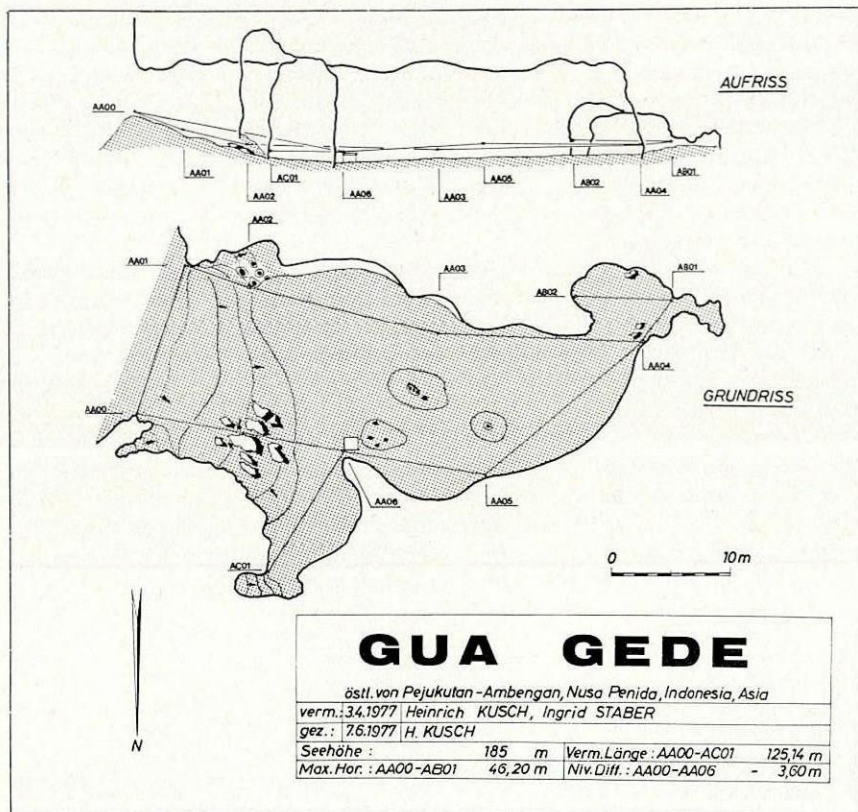 AUFRISS
AA00
AA01
AA02
AC01
AA06
AA03
AA05
AB02
AA04
AB01
AA02
AA01
AA03
AB02
AB01
AA04
AA00
GRUNDRISS
AA06
AA05
AC01
0 10m
N
GUA GEDE
östl. von Pejukutan-Ambengan, Nusa Penida, Indonesia, Asia
verm.: 3.4.1977 Heinrich KUSCH, Ingrid STABER
gez.: 7.6.1977 H. KUSCH
Seehöhe : 185 m Verm. Länge : AA00-AC01 125,14 m
Max. Hor. : AA00-AB01 46,20 m Niv. Diff. : AA00-AA06 - 3,60 m